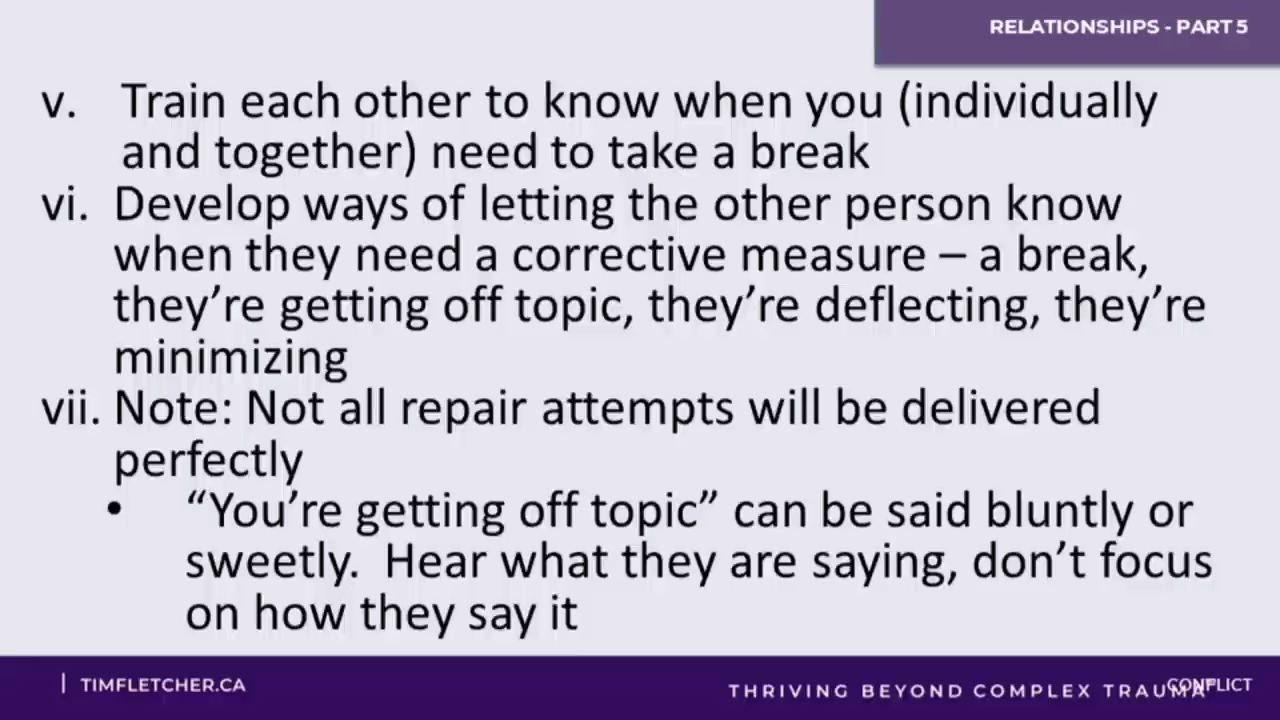 RELATIONSHIPS - PART 5
v. Train each other to know when you (individually
and together) need to take a break
vi. Develop ways of letting the other person know
when they need a corrective measure – a break,
they’re getting off topic, they’re deflecting, they’re
minimizing
vii. Note: Not all repair attempts will be delivered
perfectly
• “You’re getting off topic” can be said bluntly or
sweetly.  Hear what they are saying, don’t focus
on how they say it
| TIMFLETCHER.CA
THRIVING BEYOND COMPLEX TRAUMA
CONFLICT